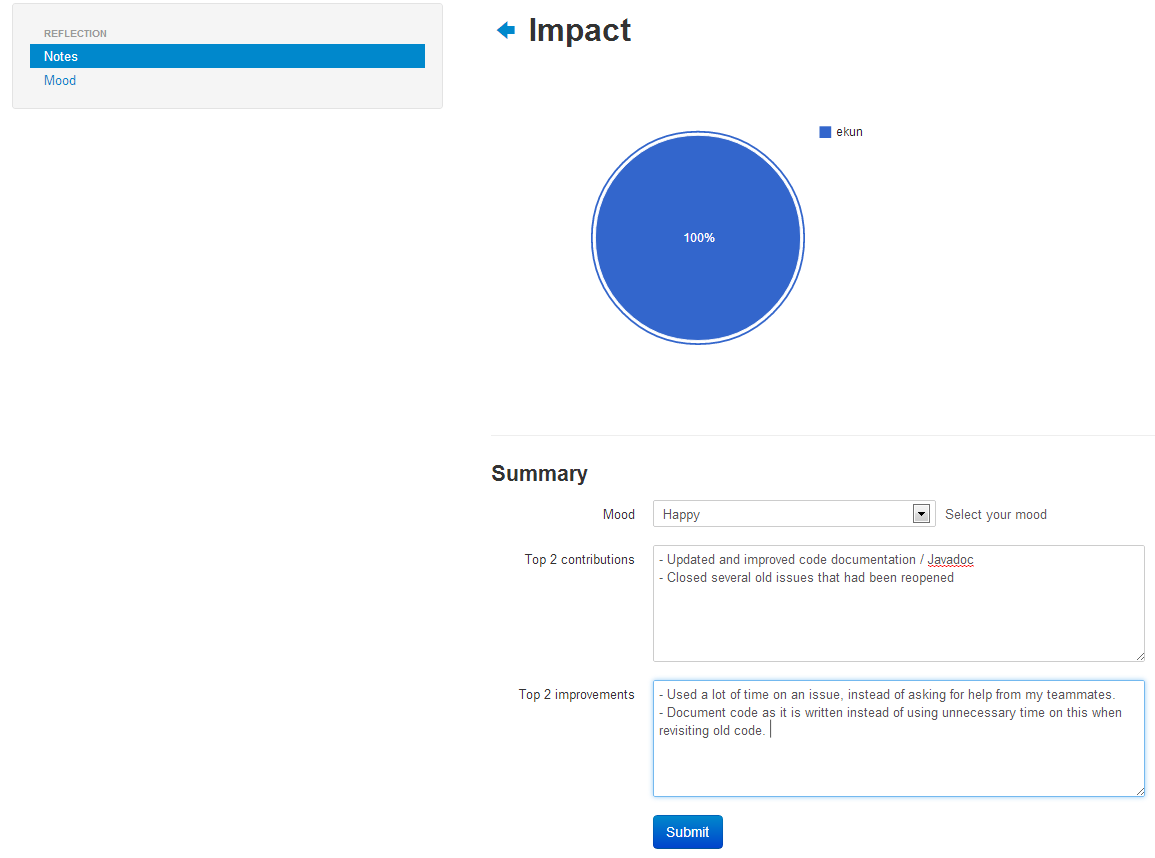 REFLECTION
Notes
Mood
Impact
ekun
100%
Summary
Mood
Happy
Select your mood
Top 2 contributions
- Updated and improved code documentation / Javadoc
- Closed several old issues that had been reopened
Top 2 improvements
- Used a lot of time on an issue, instead of asking for help from my teammates.
- Document code as it is written instead of using unnecessary time on this when
revisiting old code.
Submit